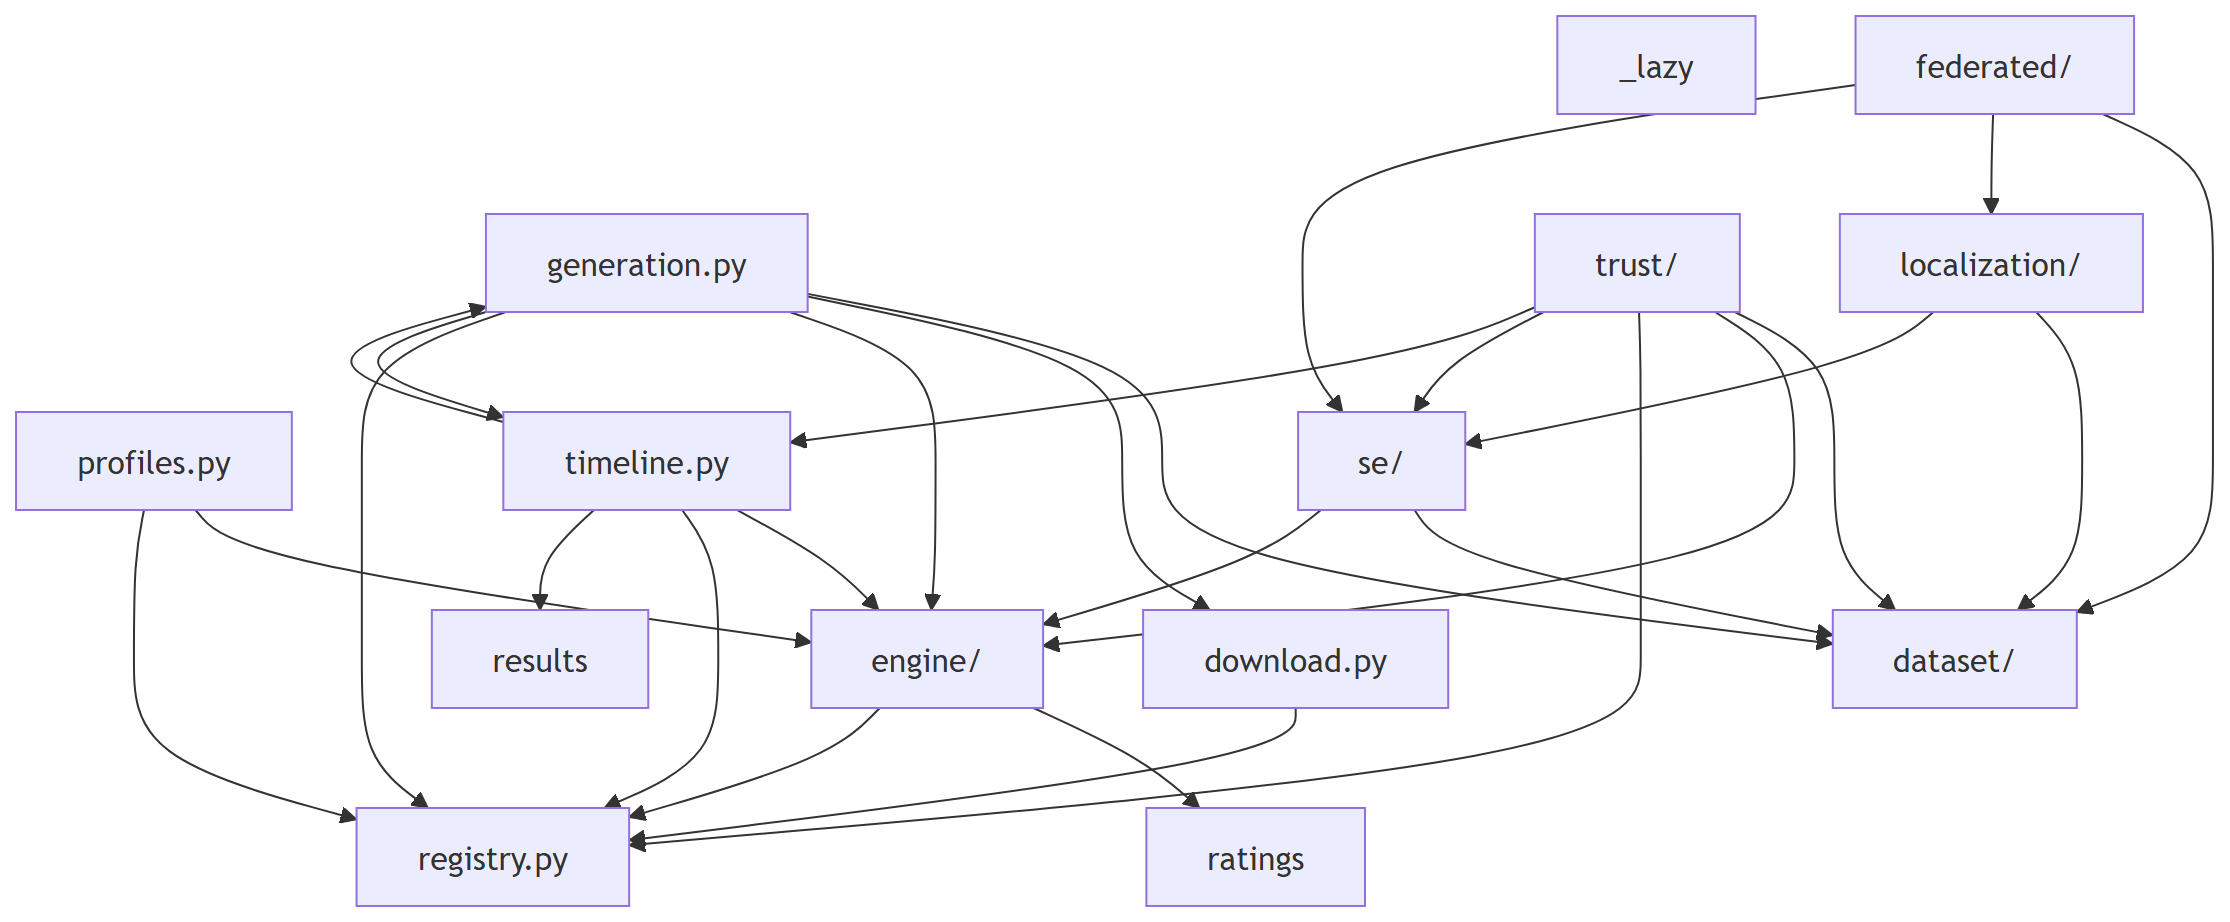 _lazy
federated/
generation.py
trust/
localization/
profiles.py
timeline.py
se/
results
engine/
download.py
dataset/
registry.py
ratings